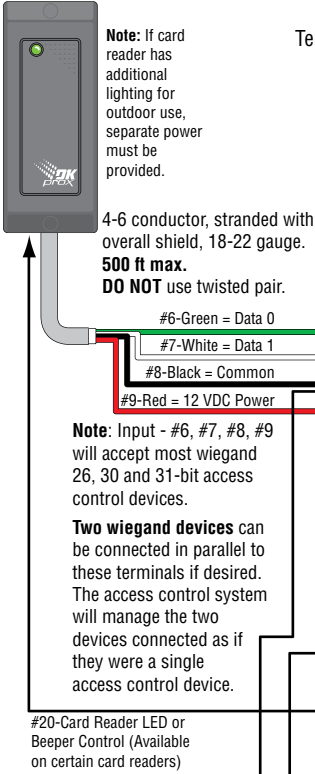 Note: If card
reader has
additional
lighting for
outdoor use,
separate power
must be
provided.
Te
DK
prox
4-6 conductor, stranded with
overall shield, 18-22 gauge.
500 ft max.
DO NOT use twisted pair.
#6-Green = Data 0
#7-White = Data 1
#8-Black = Common
#9-Red = 12 VDC Power
Note: Input - #6, #7, #8, #9
will accept most wiegand
26, 30 and 31-bit access
control devices.
Two wiegand devices can
be connected in parallel to
these terminals if desired.
The access control system
will manage the two
devices connected as if
they were a single
access control device.
#20-Card Reader LED or
Beeper Control (Available
on certain card readers)